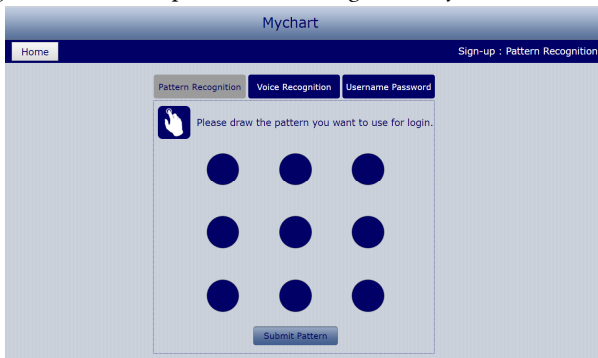 Mychart
Home
Sign-up : Pattern Recognition
Pattern Recognition
Voice Recognition
Username Password
Please draw the pattern you want to use for login.
Submit Pattern